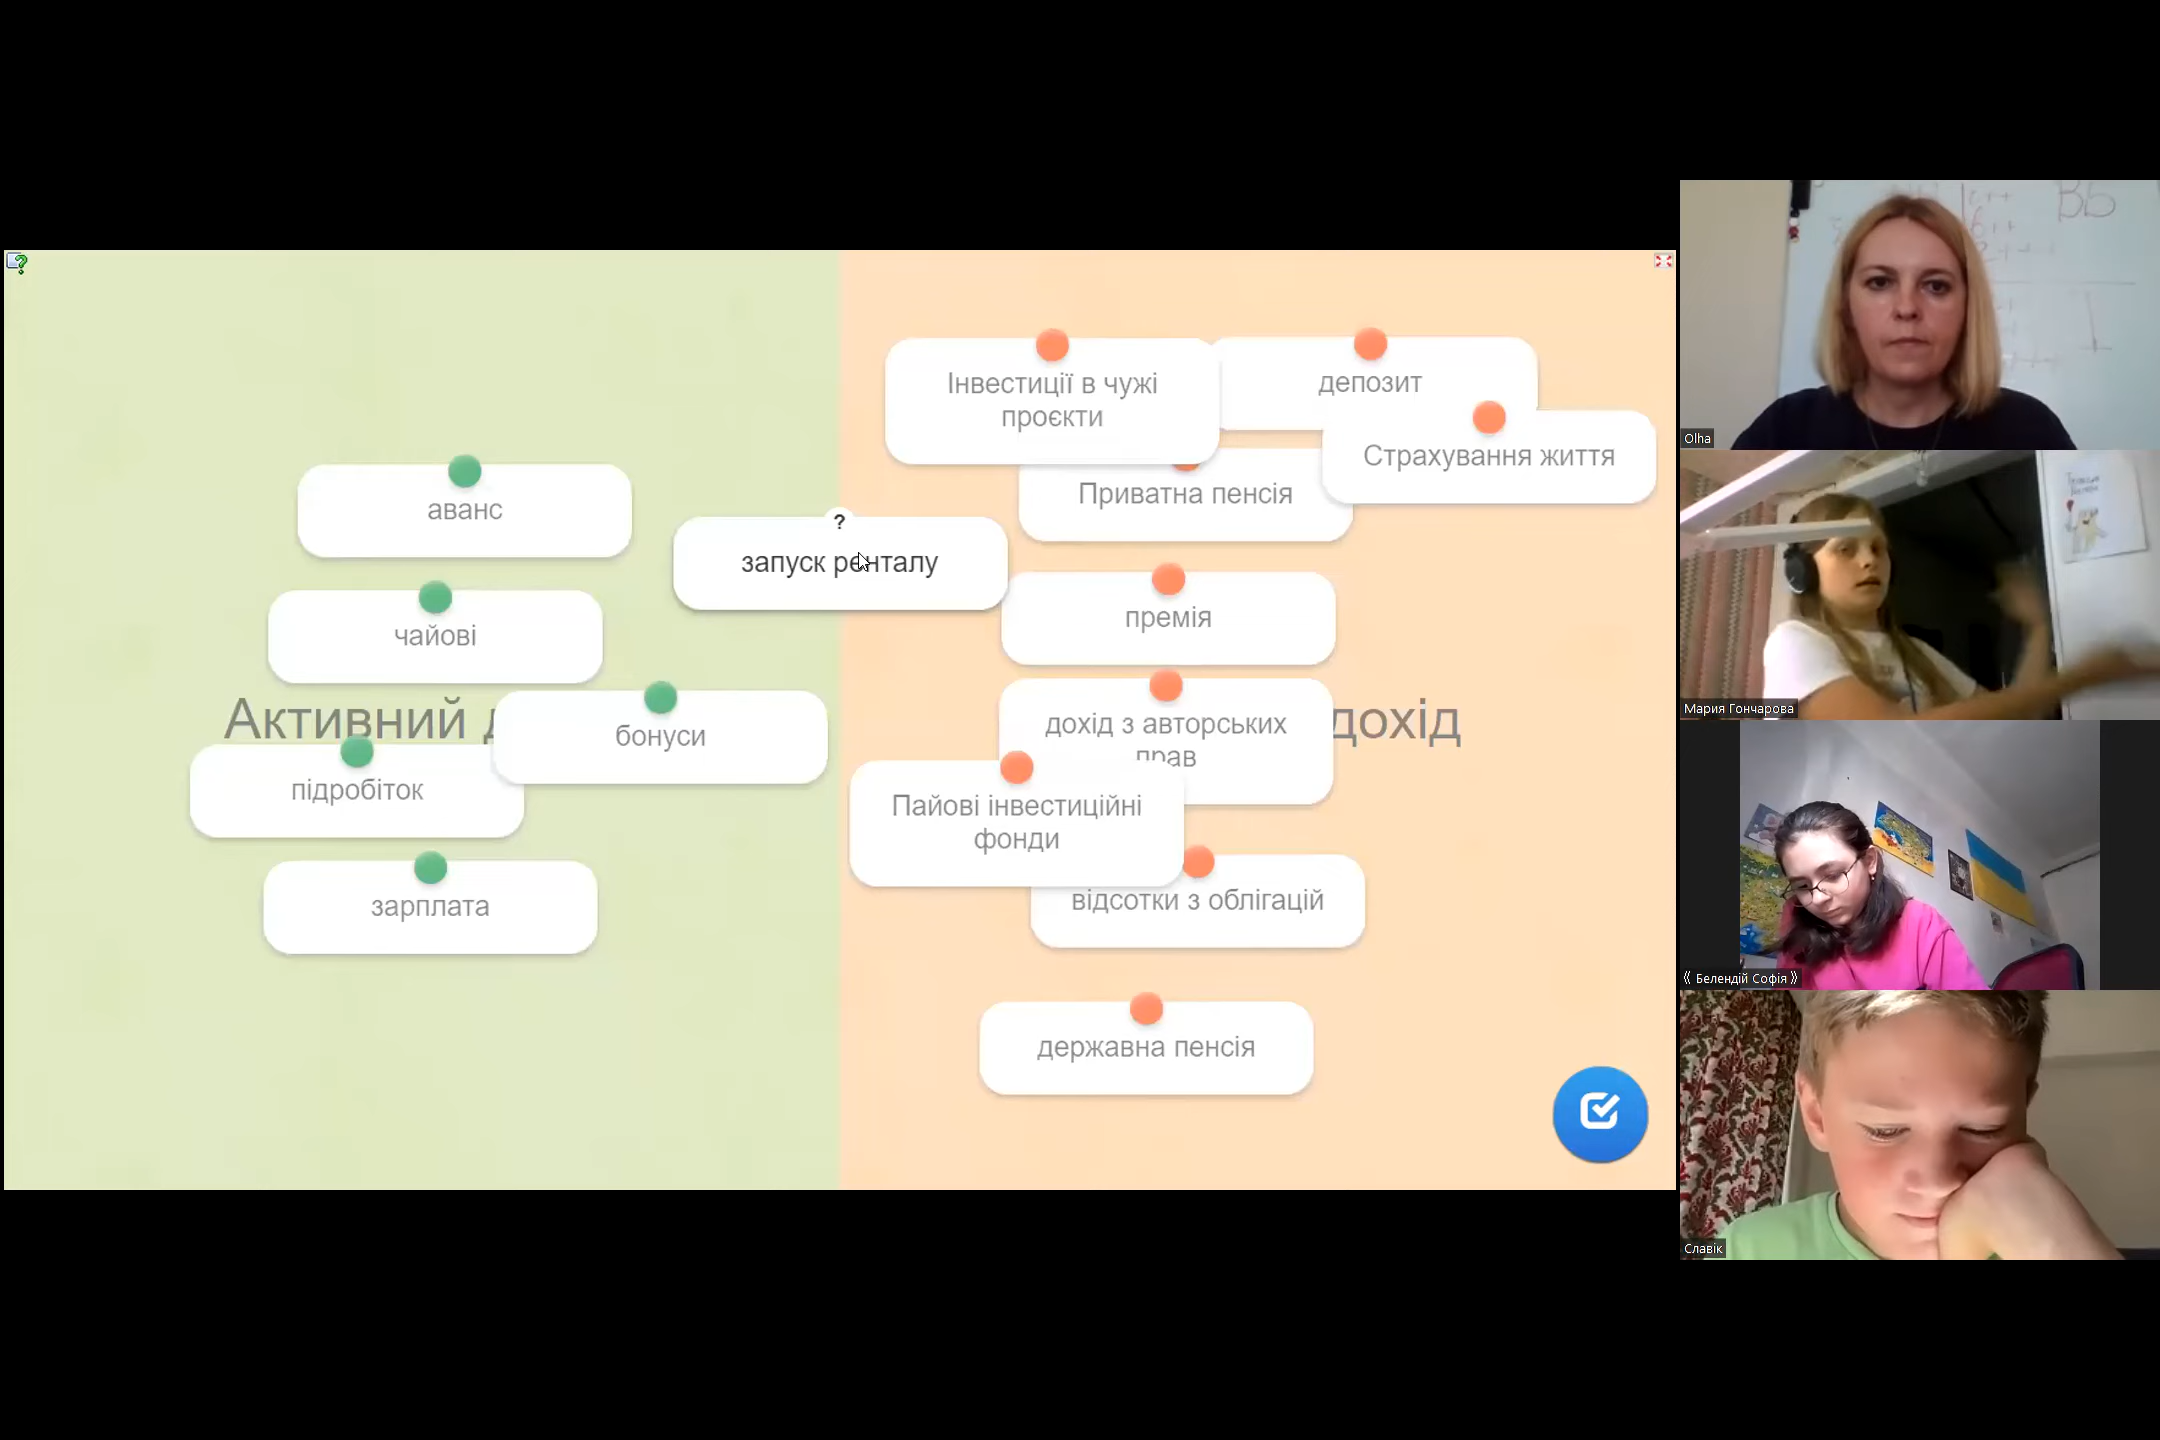 Інвестиції в чужі
проєкти
депозит
Страхування життя
Приватна пенсія
аванс
?
запуск ренталу
чайові
премія
Активний
дохід
бонуси
дохід з авторських
прав
підробіток
Пайові інвестиційні
фонди
зарплата
відсотки з облігацій
державна пенсія
Olha
Мария Гончарова
《 Белендій Софія 》
Славік
ВЬ